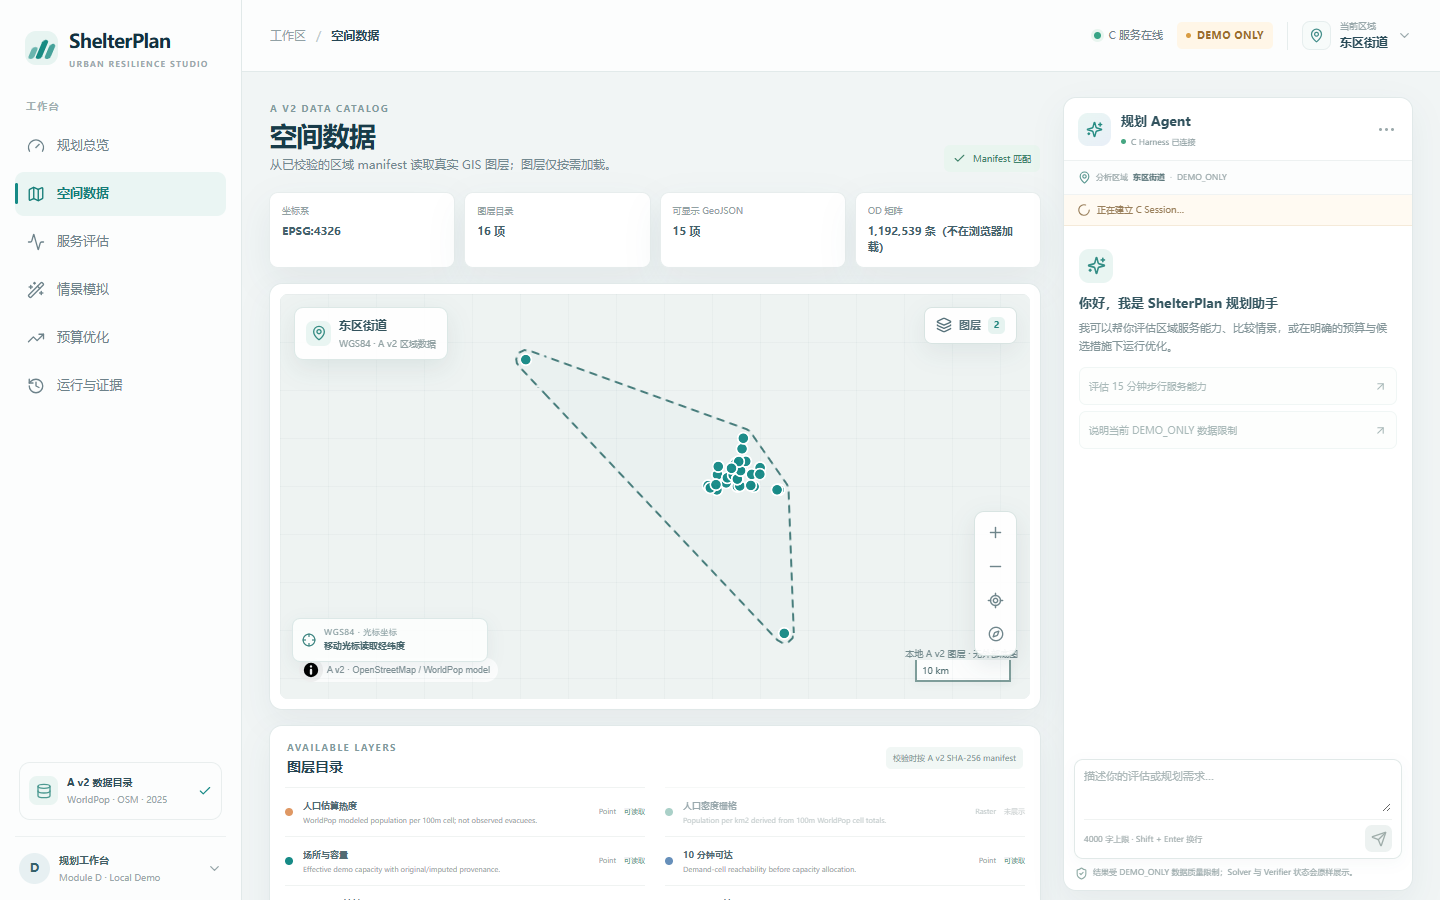 ShelterPlan
URBAN RESILIENCE STUDIO
工作台
规划总览
空间数据
服务评估
情景模拟
预算优化
运行与证据
A v2 数据目录
WorldPop · OSM · 2025
D
规划工作台
Module D · Local Demo
工作区 / 空间数据
C 服务在线
DEMO ONLY
当前区域
东区街道
A V2 DATA CATALOG
空间数据
从已校验的区域 manifest 读取真实 GIS 图层；图层仅按需加载。
Manifest 匹配
坐标系
EPSG:4326
图层目录
16 项
可显示 GeoJSON
15 项
OD 矩阵
1,192,539 条（不在浏览器加
载）
东区街道
WGS84 · A v2 区域数据
图层 2
WGS84 · 光标坐标
移动光标读取经纬度
A v2 · OpenStreetMap / WorldPop model
本地 A v2 图层 ·
10 km
AVAILABLE LAYERS
图层目录
校验时按 A v2 SHA-256 manifest
人口估算热度
WorldPop modeled population per 100m cell; not observed evacuees.
Point 可读取
人口密度栅格
Population per km2 derived from 100m WorldPop cell totals.
Raster 未展示
场所与容量
Effective demo capacity with original/imputed provenance.
Point 可读取
10 分钟可达
Demand-cell reachability before capacity allocation.
Point 可读取
规划 Agent
C Harness 已连接
分析区域 东区街道 · DEMO_ONLY
正在建立 C Session...
你好，我是 ShelterPlan 规划助手
我可以帮你评估区域服务能力、比较情景，或在明确的预算与候
选措施下运行优化。
评估 15 分钟步行服务能力
说明当前 DEMO_ONLY 数据限制
描述你的评估或规划需求...
4000 字上限 · Shift + Enter 换行
结果受 DEMO_ONLY 数据质量限制；Solver 与 Verifier 状态会原样展示。